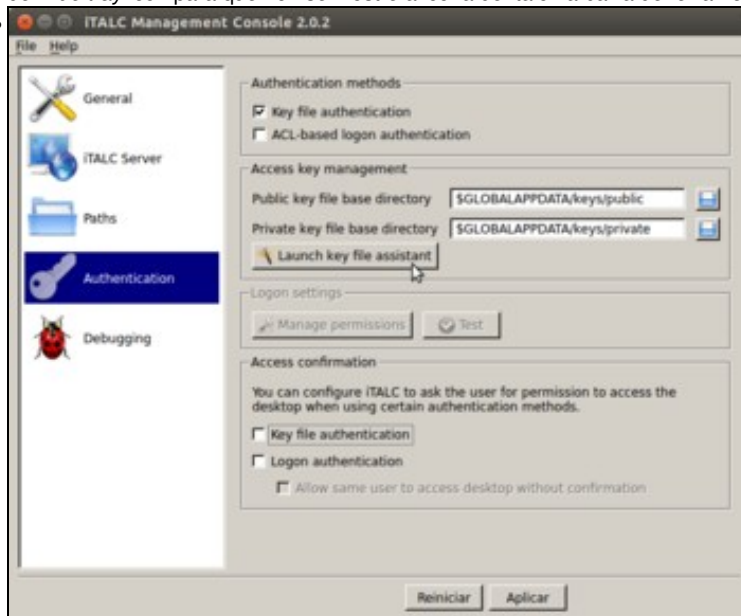 iTALC Management Console 2.0.2
File Help
General
iTALC Server
Paths
Authentication
Debugging
Authentication methods
Key file authentication
ACL-based logon authentication
Access key management
Public key file base directory $GLOBALAPPDATA/keys/public
Private key file base directory $GLOBALAPPDATA/keys/private
Launch key file assistant
Logon settings
Manage permissions Test
Access confirmation
You can configure iTALC to ask the user for permission to access the
desktop when using certain authentication methods.
Key file authentication
Logon authentication
Allow same user to access desktop without confirmation
Reiniciar Aplicar